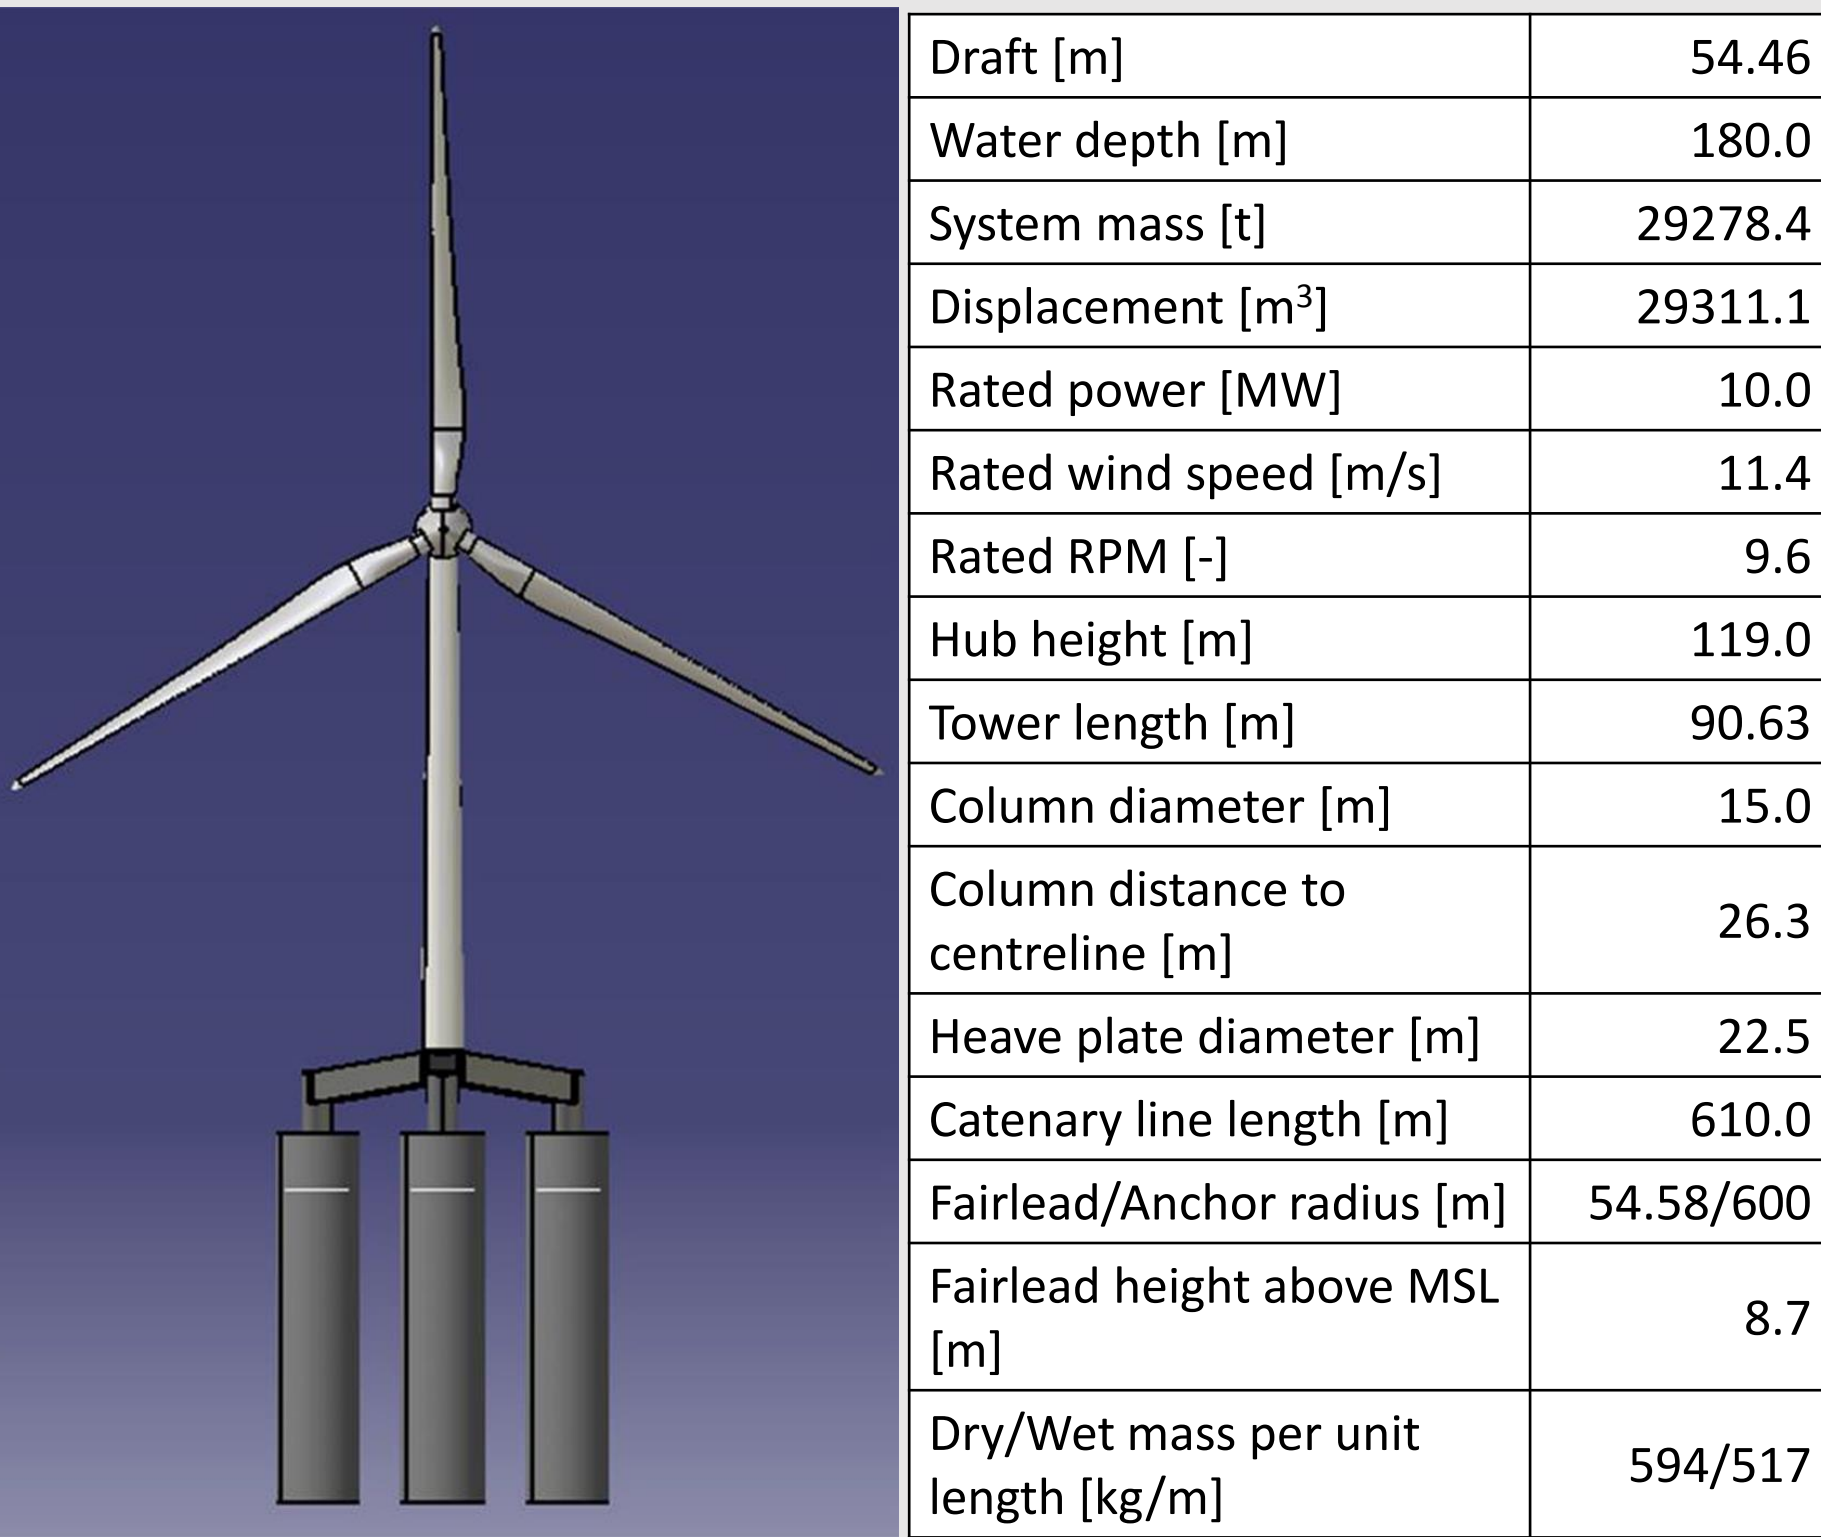 Draft [m] 54.46
Water depth [m] 180.0
System mass [t] 29278.4
Displacement [m³] 29311.1
Rated power [MW] 10.0
Rated wind speed [m/s] 11.4
Rated RPM [-] 9.6
Hub height [m] 119.0
Tower length [m] 90.63
Column diameter [m] 15.0
Column distance to
centreline [m] 26.3
Heave plate diameter [m] 22.5
Catenary line length [m] 610.0
Fairlead/Anchor radius [m] 54.58/600
Fairlead height above MSL
[m] 8.7
Dry/Wet mass per unit
length [kg/m] 594/517